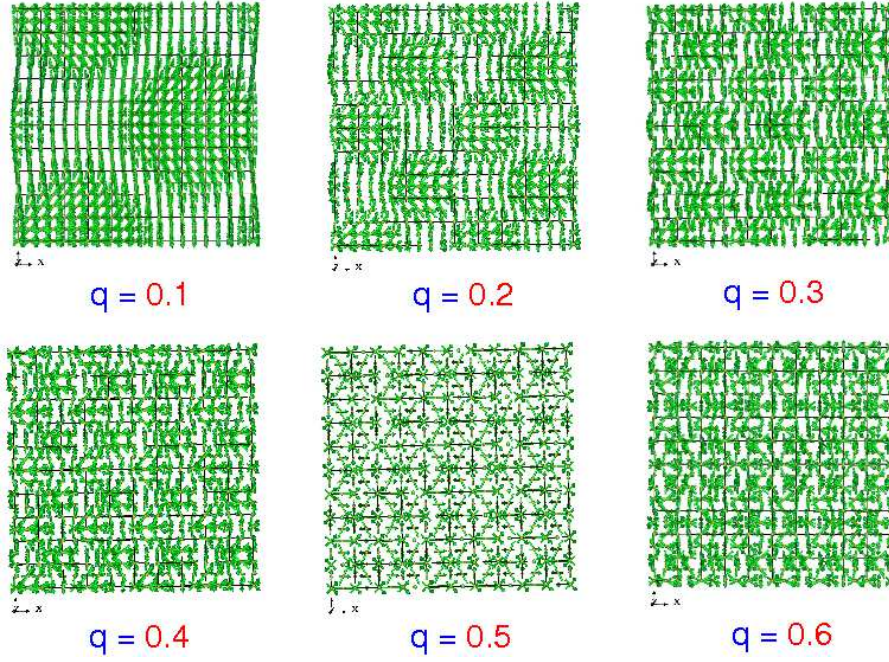 x
x
x
q = 0.1
q = 0.2
q = 0.3
x
x
x
q = 0.4
q = 0.5
q = 0.6